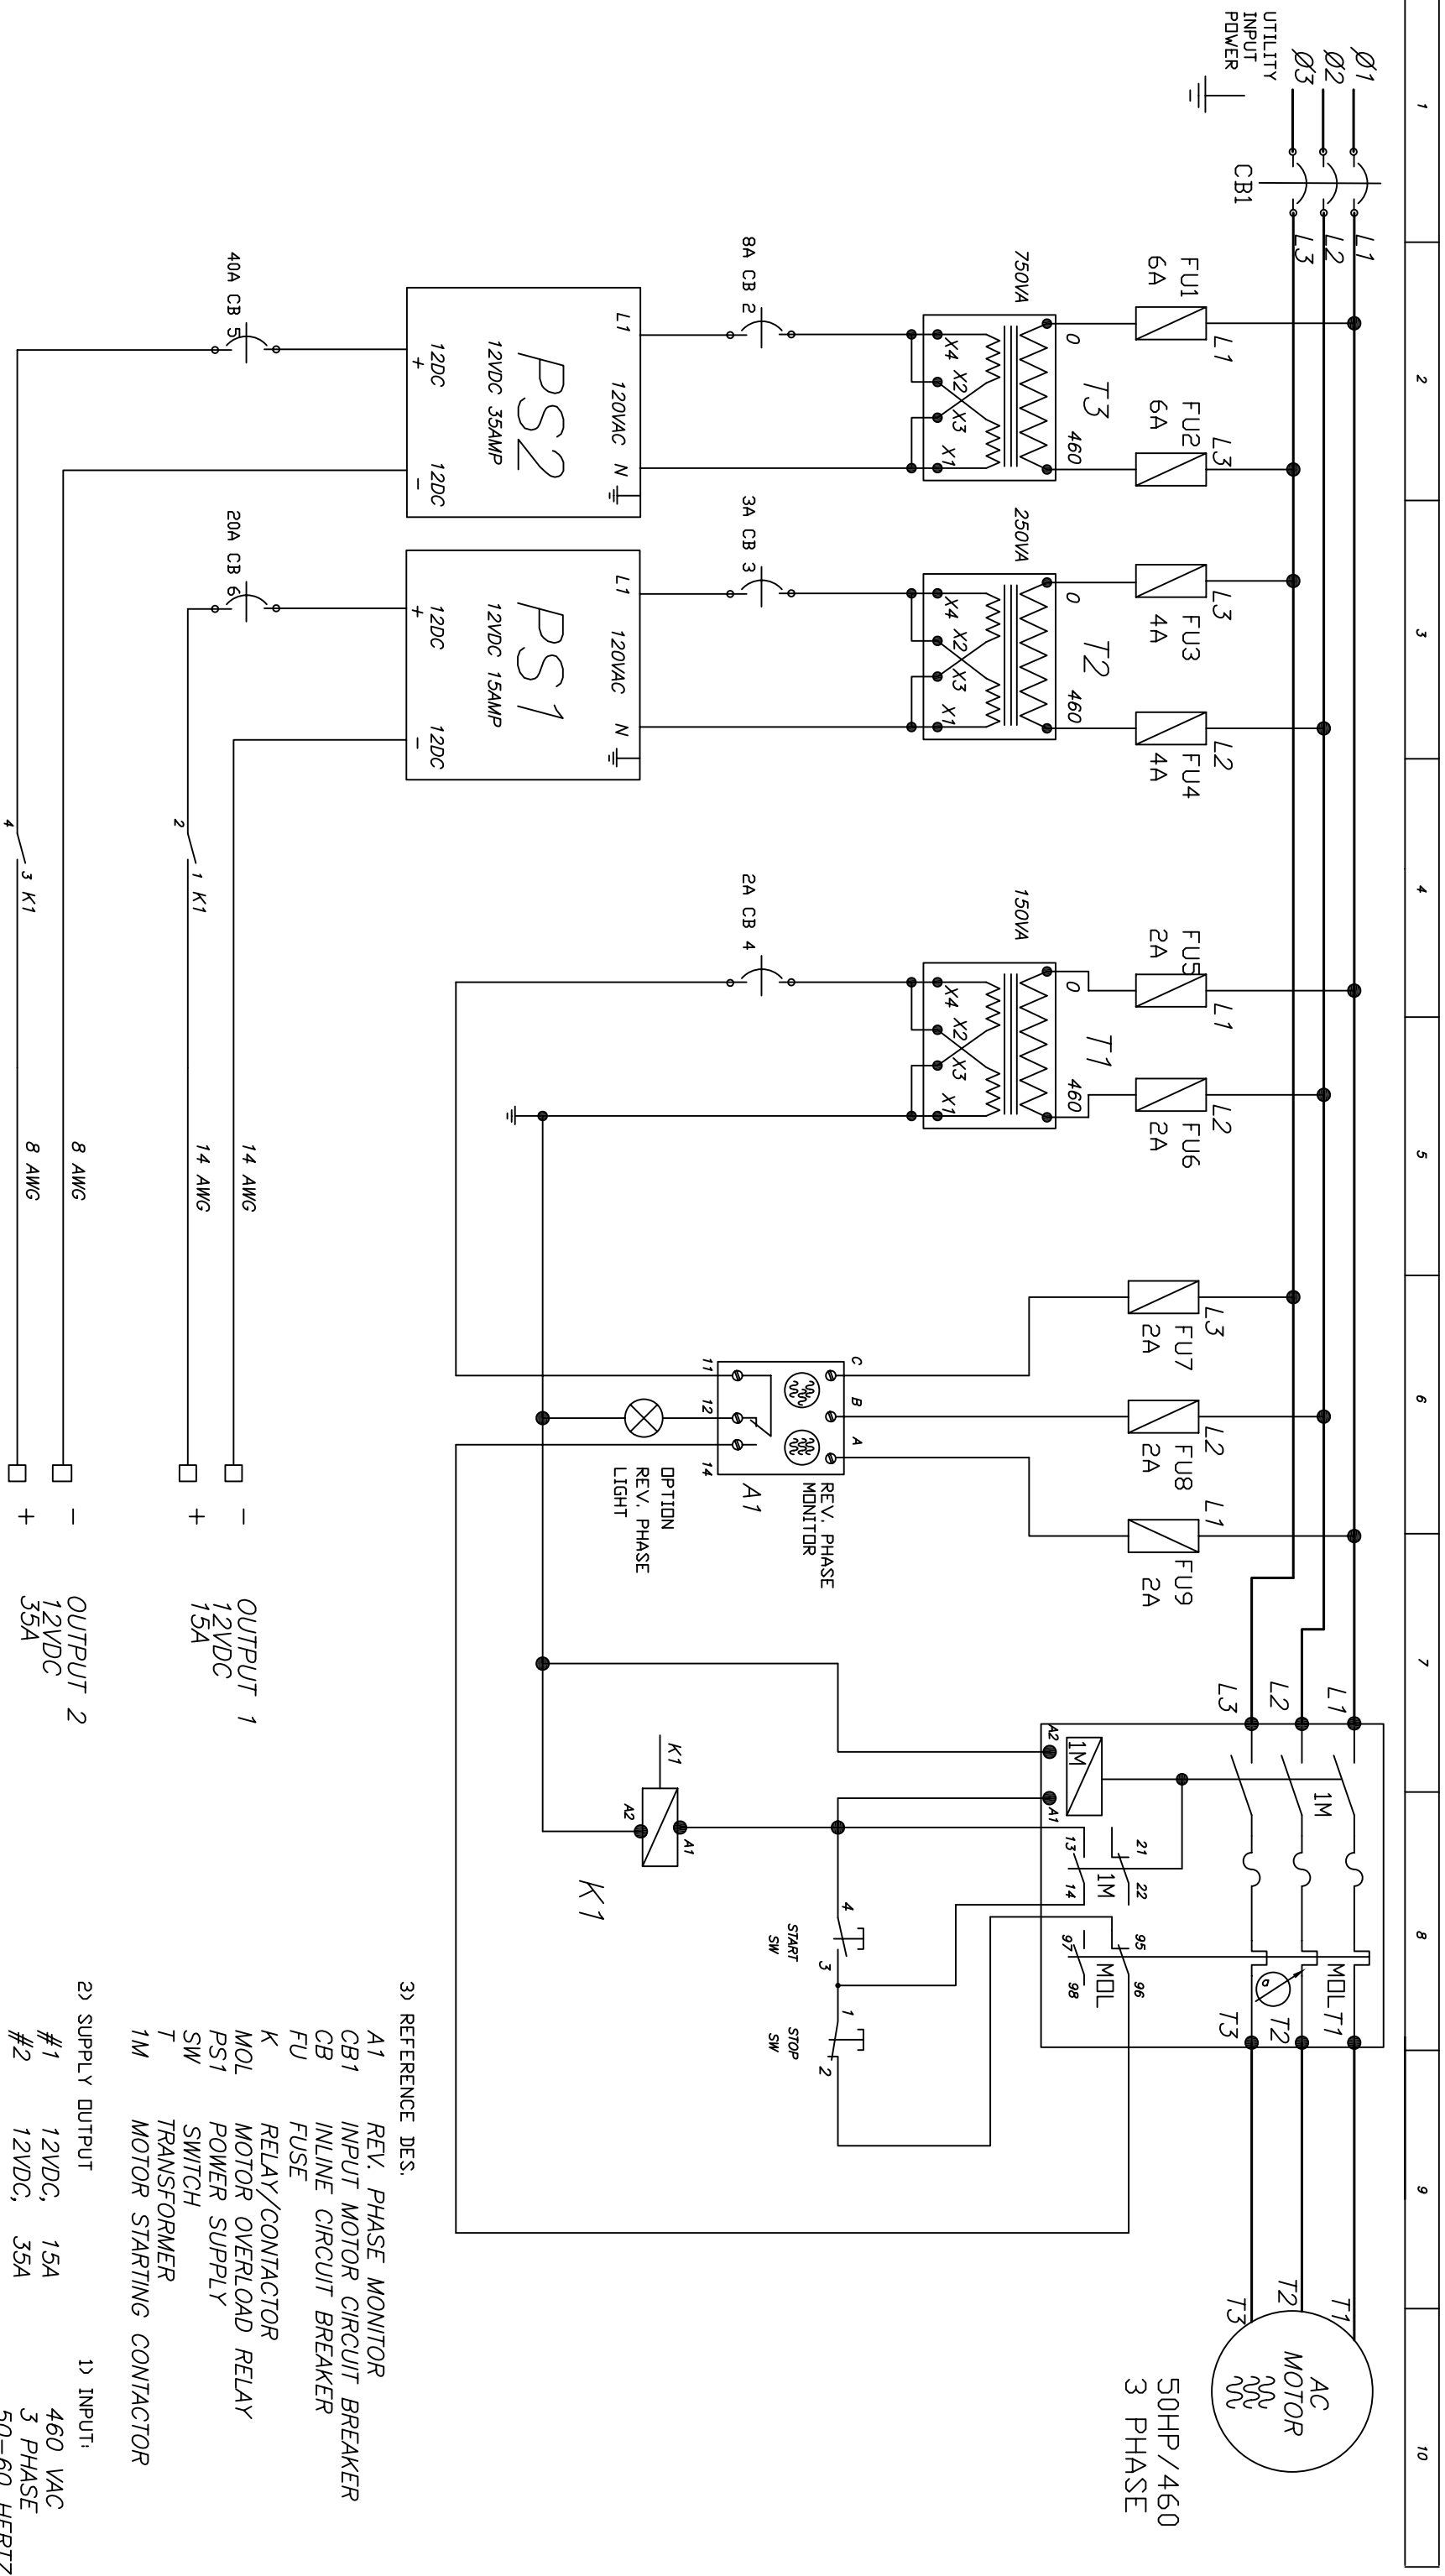 1
2
3
4
5
6
7
8
9
10
Ø1
Ø2
Ø3
UTILITY
INPUT
POWER
CB1
L1
L2
L3
FU1
6A
L1
FU2
6A
L3
L3
FU3
4A
L2
FU4
4A
FU5
2A
L1
L2
FU6
2A
L3
FU7
2A
L2
FU8
2A
L1
FU9
2A
750VA
0
T3
460
X4
X2
X3
X1
250VA
0
T2
460
X4
X2
X3
X1
150VA
0
T1
460
X4
X2
X3
X1
8A CB 2
3A CB 3
2A CB 4
L1
120VAC
N
PS2
12VDC 35AMP
12DC
+
12DC
-
L1
120VAC
N
PS1
12VDC 15AMP
12DC
+
12DC
-
40A CB 5
20A CB 6
2
1 K1
4
3 K1
14 AWG
14 AWG
8 AWG
8 AWG
-
+
OUTPUT 1
12VDC
15A
-
+
OUTPUT 2
12VDC
35A
C
B
A
11
12
14
REV. PHASE
MONITOR
A1
OPTION
REV. PHASE
LIGHT
L1
L2
L3
1M
1M
A2
A1
21
22
13
14
1M
95
96
97
98
MOL
MOL
a
T1
T2
T3
T1
T2
T3
AC
MOTOR
50HP/460
3 PHASE
K1
A2
A1
K1
4
3
START
SW
1
2
STOP
SW
3) REFERENCE DES.
A1 REV. PHASE MONITOR
CB1 INPUT MOTOR CIRCUIT BREAKER
CB INLINE CIRCUIT BREAKER
FU FUSE
K RELAY/CONTACTOR
MOL MOTOR OVERLOAD RELAY
PS1 POWER SUPPLY
SW SWITCH
T TRANSFORMER
1M MOTOR STARTING CONTACTOR
2) SUPPLY OUTPUT
#1 12VDC, 15A
#2 12VDC, 35A
1) INPUT:
460 VAC
3 PHASE
50-60 HERTZ